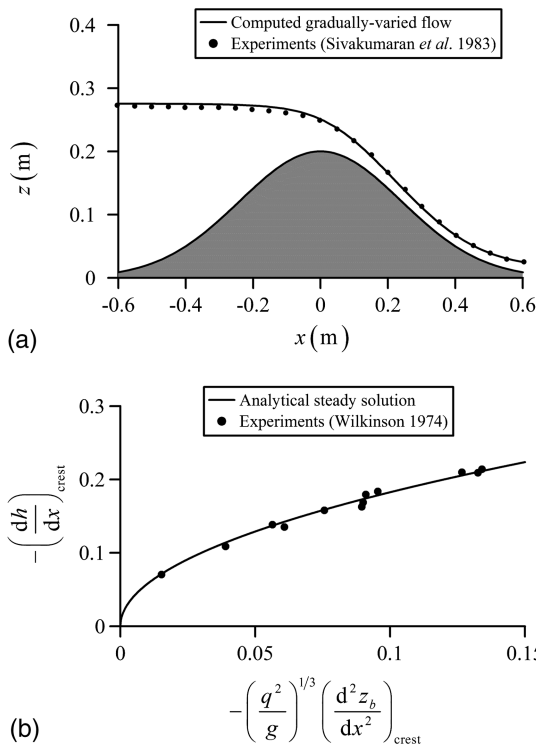 Computed gradually-varied flow
Experiments (Sivakumaran et al. 1983)
0.4
0.3
0.2
0.1
0
z (m)
-0.6 -0.4 -0.2 0 0.2 0.4 0.6
x (m)
(a)
Analytical steady solution
Experiments (Wilkinson 1974)
0.3
0.2
0.1
0
−(dh/dx)crest
0 0.05 0.1 0.15
−(q²/g)^1/3 (d²z_b/dx²)crest
(b)